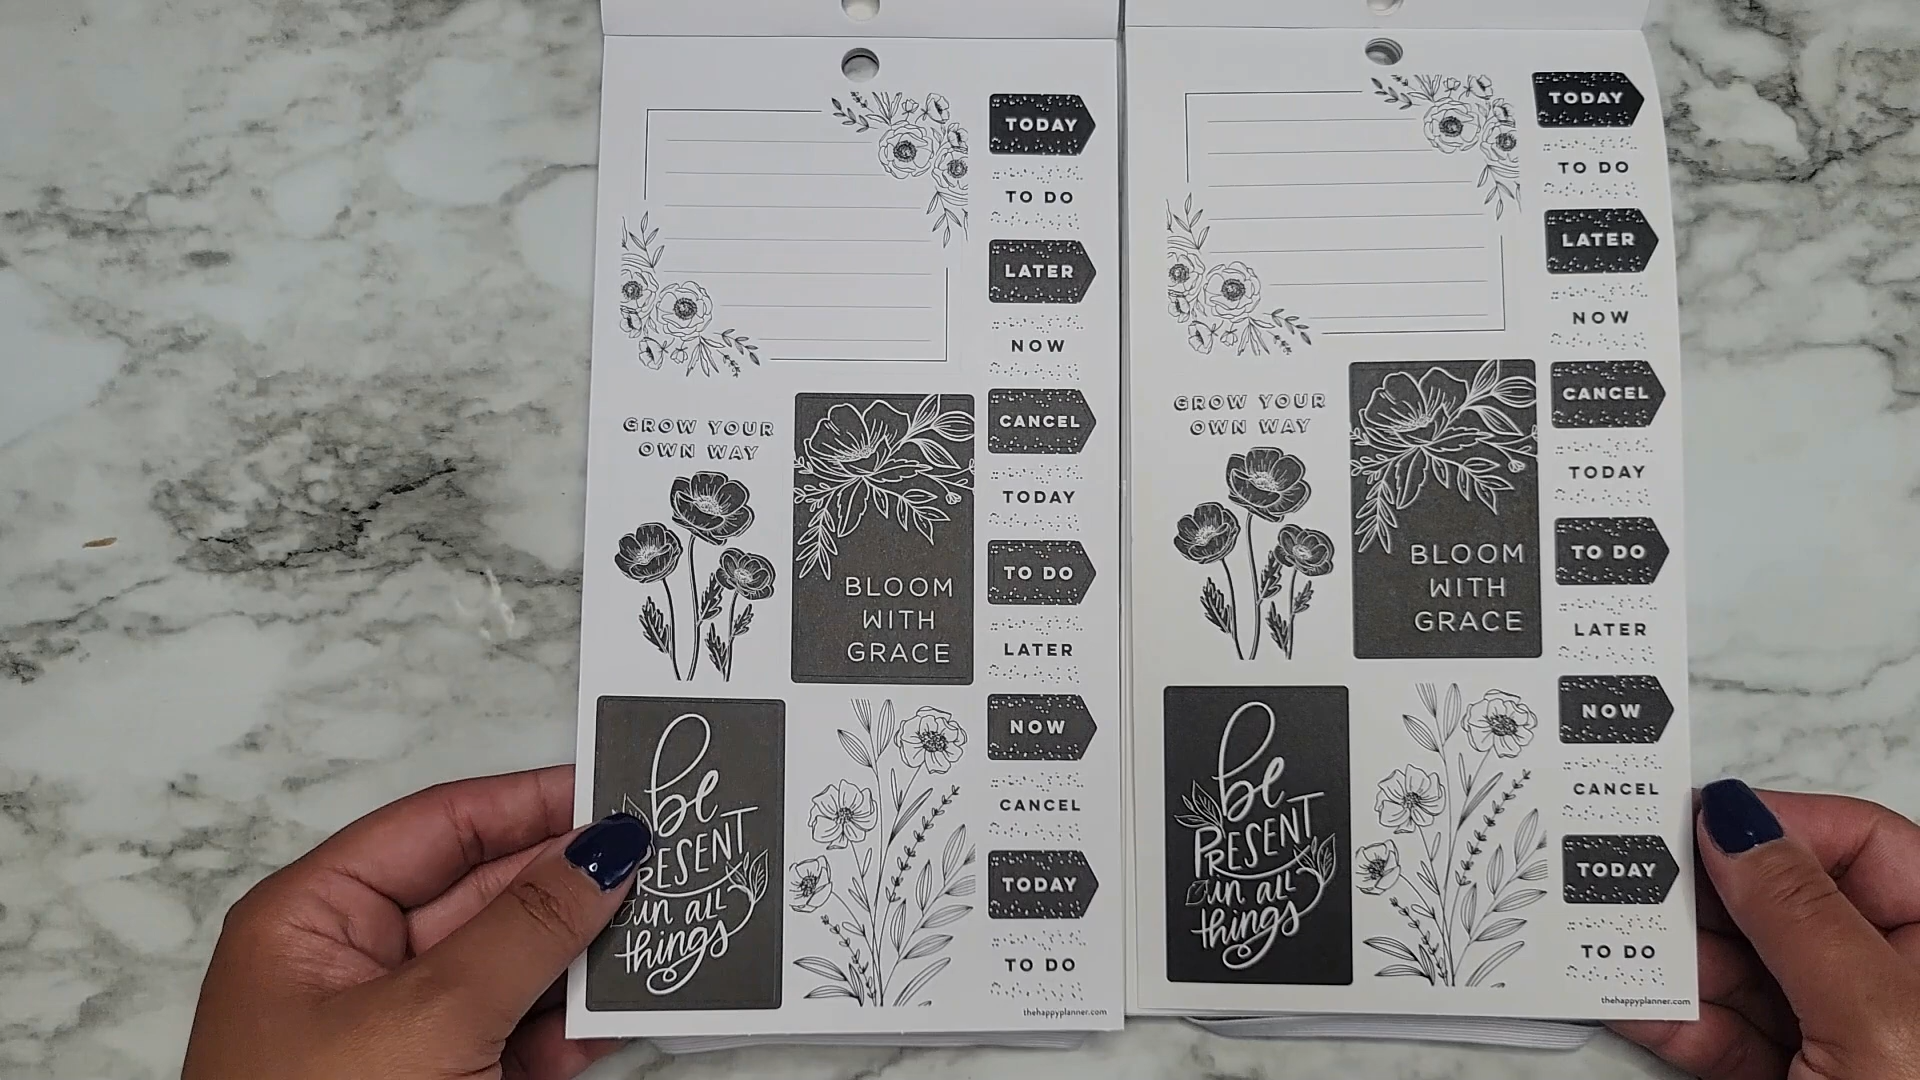 TODAY
TO DO
LATER
NOW
CANCEL
TODAY
TO DO
LATER
NOW
CANCEL
TODAY
TO DO
GROW YOUR
OWN WAY
BLOOM
WITH
GRACE
be
PRESENT
in all
things
thehappyplanner.com
TODAY
TO DO
LATER
NOW
CANCEL
TODAY
TO DO
LATER
NOW
CANCEL
TODAY
TO DO
GROW YOUR
OWN WAY
BLOOM
WITH
GRACE
be
PRESENT
in all
things
thehappyplanner.com